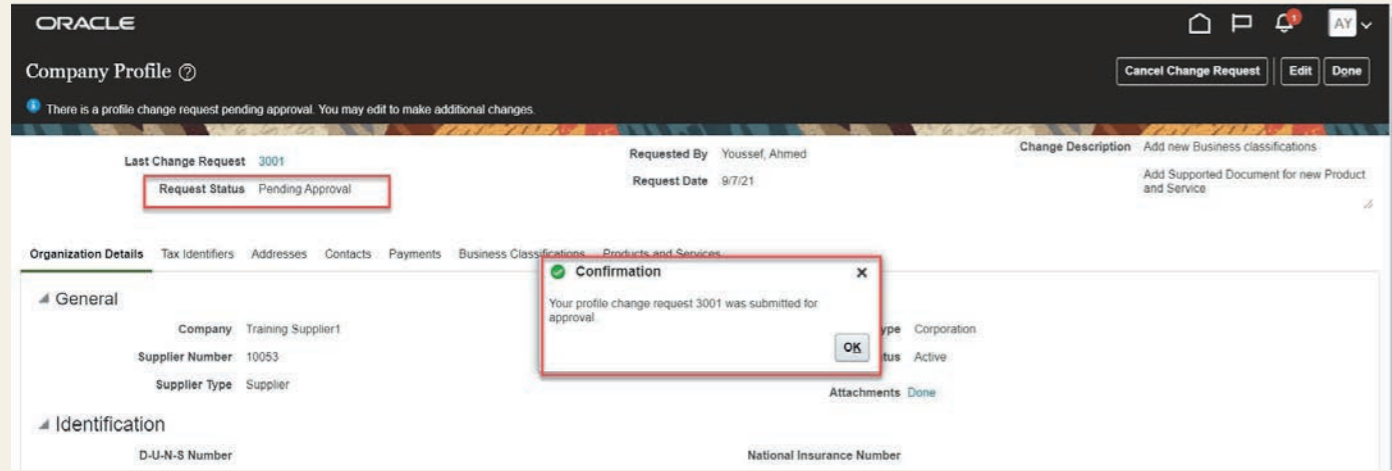 ORACLE
1
AY
Company Profile
Cancel Change Request Edit Done
There is a profile change request pending approval. You may edit to make additional changes.
Last Change Request 3001
Requested By Youssef, Ahmed
Change Description Add new Business classifications
Request Status Pending Approval
Request Date 9/7/21
Add Supported Document for new Product
and Service
Organization Details Tax Identifiers Addresses Contacts Payments Business Classifications Products and Services
Confirmation
Your profile change request 3001 was submitted for
approval
OK
General
Company Training Supplier1
ype Corporation
Supplier Number 10053
tus Active
Supplier Type Supplier
Attachments Done
Identification
D-U-N-S Number
National Insurance Number